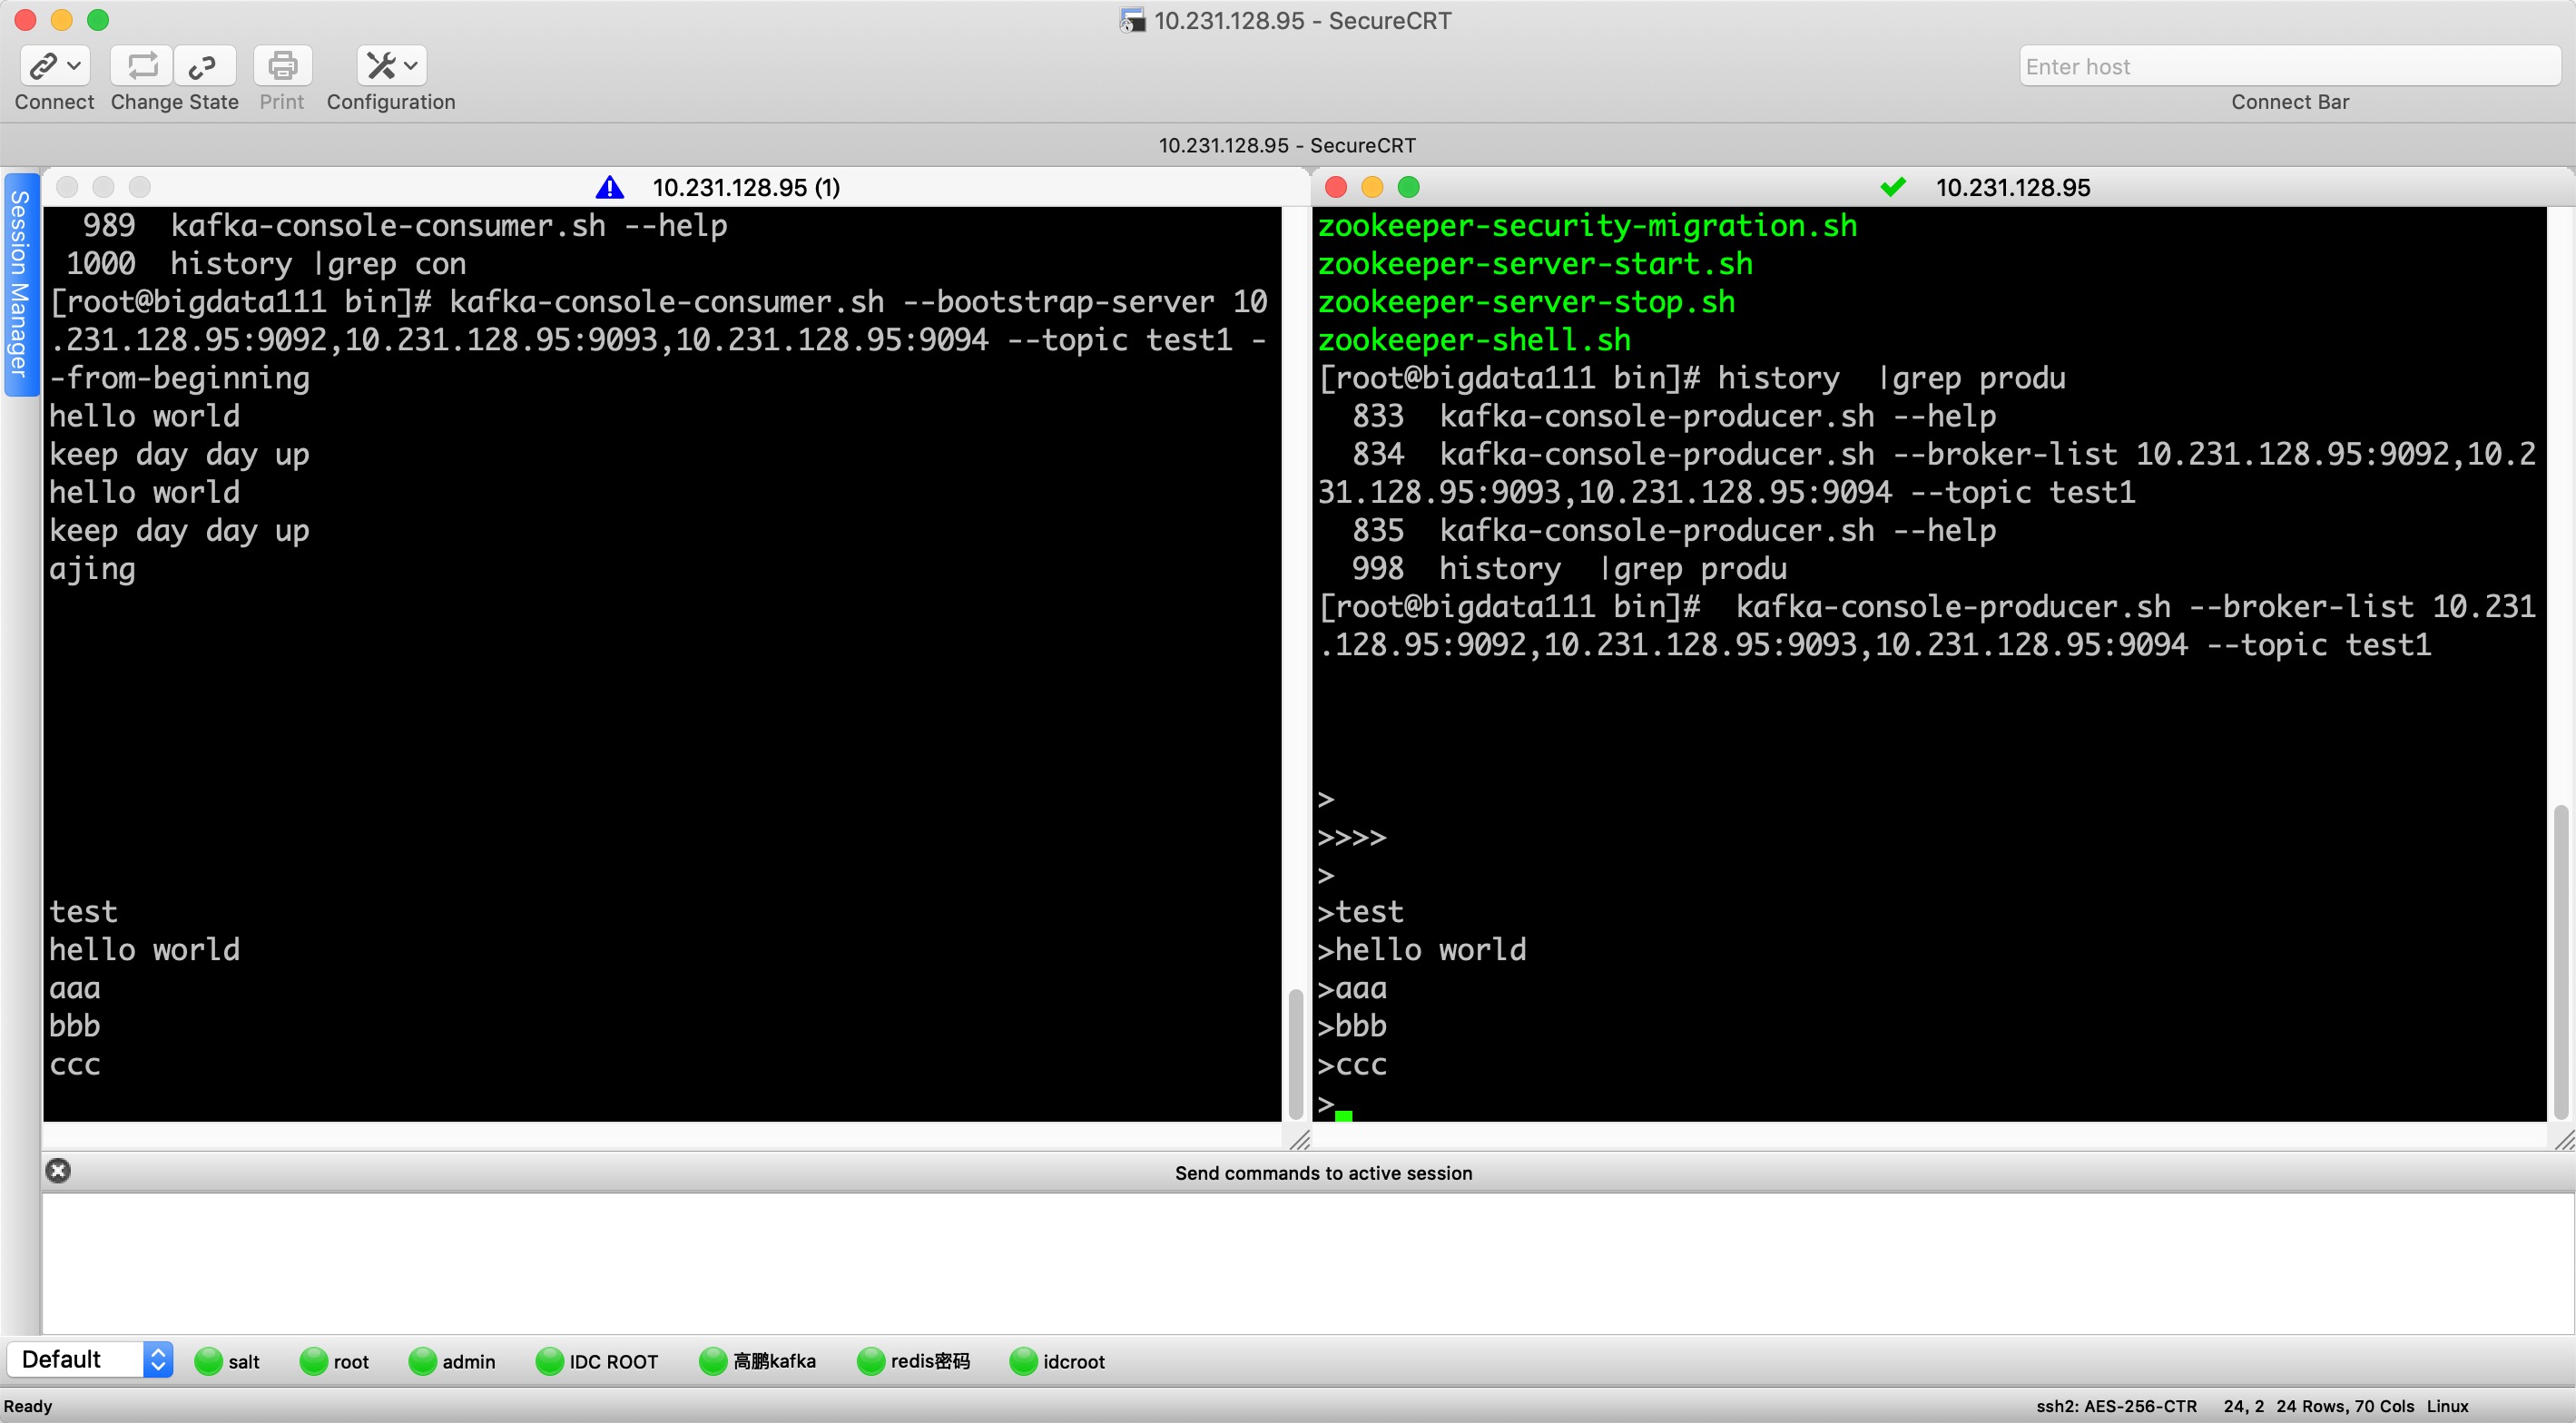 10.231.128.95 - SecureCRT
Connect
Change State
Print
Configuration
Enter host
Connect Bar
10.231.128.95 - SecureCRT
Session Manager
10.231.128.95 (1)
  989  kafka-console-consumer.sh --help
 1000  history |grep con
[root@bigdata111 bin]# kafka-console-consumer.sh --bootstrap-server 10
.231.128.95:9092,10.231.128.95:9093,10.231.128.95:9094 --topic test1 -
-from-beginning
hello world
keep day day up
hello world
keep day day up
ajing
test
hello world
aaa
bbb
ccc
10.231.128.95
zookeeper-security-migration.sh
zookeeper-server-start.sh
zookeeper-server-stop.sh
zookeeper-shell.sh
[root@bigdata111 bin]# history  |grep produ
  833  kafka-console-producer.sh --help
  834  kafka-console-producer.sh --broker-list 10.231.128.95:9092,10.2
31.128.95:9093,10.231.128.95:9094 --topic test1
  835  kafka-console-producer.sh --help
  998  history  |grep produ
[root@bigdata111 bin]#  kafka-console-producer.sh --broker-list 10.231
.128.95:9092,10.231.128.95:9093,10.231.128.95:9094 --topic test1
>
>>>>
>
>test
>hello world
>aaa
>bbb
>ccc
>
Send commands to active session
Default
salt
root
admin
IDC ROOT
高鹏kafka
redis密码
idcroot
Ready
ssh2: AES-256-CTR
24, 2
24 Rows, 70 Cols
Linux